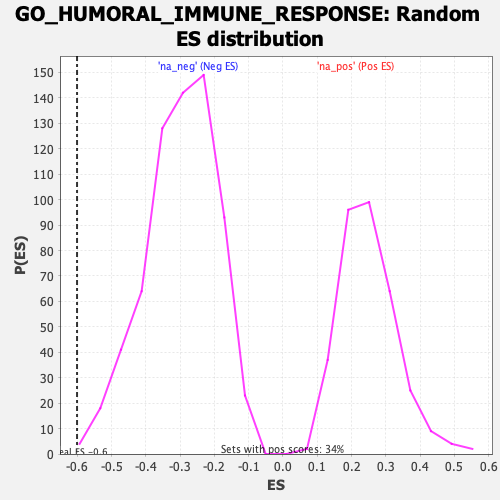 GO_HUMORAL_IMMUNE_RESPONSE: Random
ES distribution
'na_neg' (Neg ES) 'na_pos' (Pos ES)
150
140
130
120
110
100
90
80
70
60
50
40
30
20
10
0
P(ES)
eal ES -0.6 Sets with pos scores: 34%
-0.6 -0.5 -0.4 -0.3 -0.2 -0.1 0.0 0.1 0.2 0.3 0.4 0.5 0.6
ES